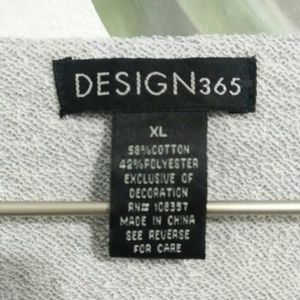 DESIGN365
XL
58%COTTON
42%POLYESTER
EXCLUSIVE OF
DECORATION
RN# 108397
MADE IN CHINA
SEE REVERSE
FOR CARE